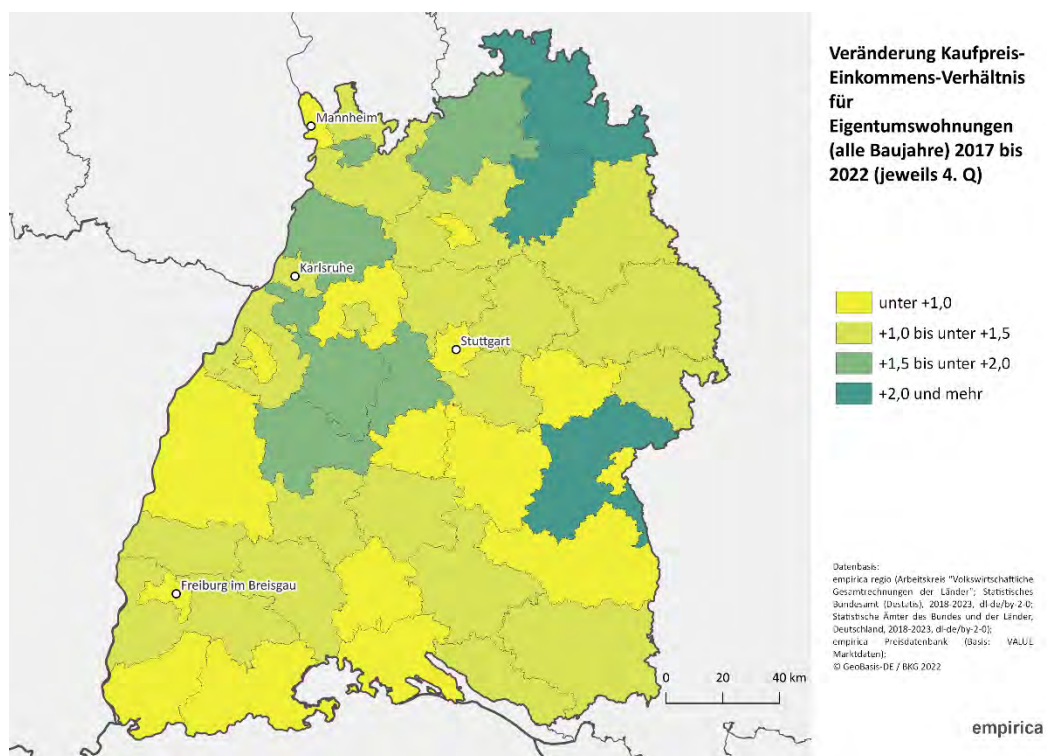 Mannheim
Karlsruhe
Stuttgart
Freiburg im Breisgau
0 20 40 km
Veränderung Kaufpreis-
Einkommens-Verhältnis
für
Eigentumswohnungen
(alle Baujahre) 2017 bis
2022 (jeweils 4. Q)
unter +1,0
+1,0 bis unter +1,5
+1,5 bis unter +2,0
+2,0 und mehr
Datenbasis:
empirica regio (Arbeitskreis "Volkswirtschaftliche
Gesamtrechnungen der Länder"; Statistisches
Bundesamt (Destatis), 2018-2023, dl-de/by-2-0;
Statistische Ämter des Bundes und der Länder,
Deutschland, 2018-2023, dl-de/by-2-0);
empirica Preisdatenbank (Basis: VALUE
Marktdaten);
© GeoBasis-DE / BKG 2022
empirica